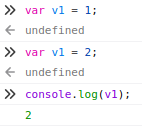 var v1 = 1;
undefined
var v1 = 2;
undefined
console.log(v1);
2